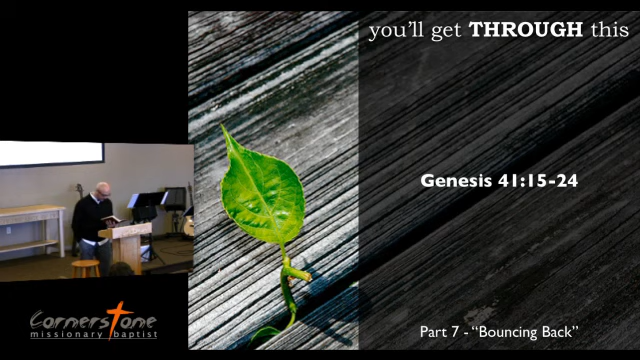 you'll get THROUGH this
Genesis 41:15-24
Part 7 - "Bouncing Back"
Cornerstone
missionary baptist